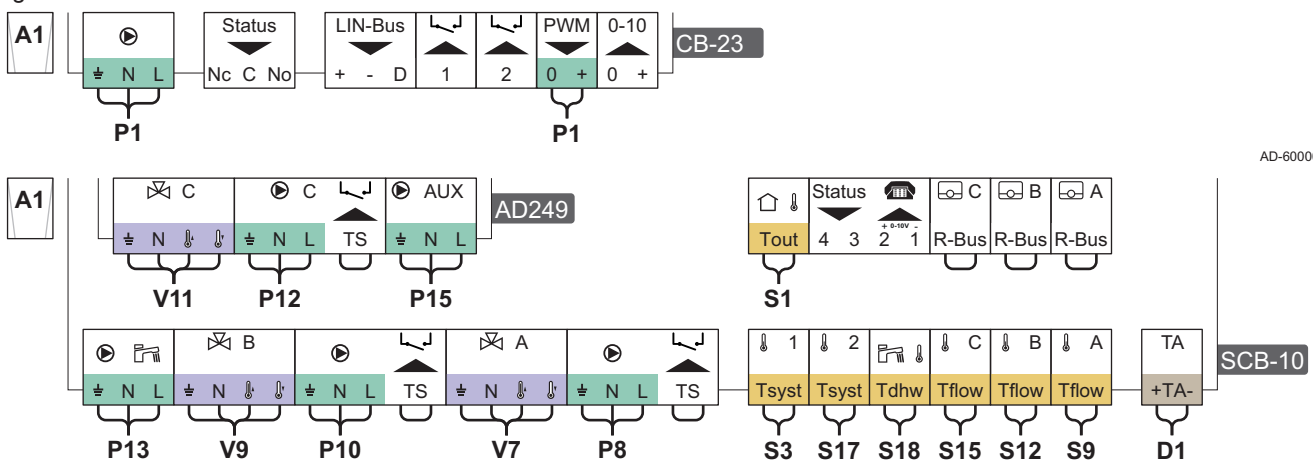 A1
Status LIN-Bus PWM 0-10
CB-23
N L Nc C No + - D 1 2 0 + 0 +
P1 P1
AD-6000
A1
C C AUX
AD249
Status C B A
N N L TS N L
Tout 4 3 + 0-10V - 2 1 R-Bus R-Bus R-Bus
V11 P12 P15 S1
B A 1 2 C B A TA
SCB-10
N L N N L TS N N L TS Tsyst Tsyst Tdhw Tflow Tflow Tflow +TA-
P13 V9 P10 V7 P8 S3 S17 S18 S15 S12 S9 D1